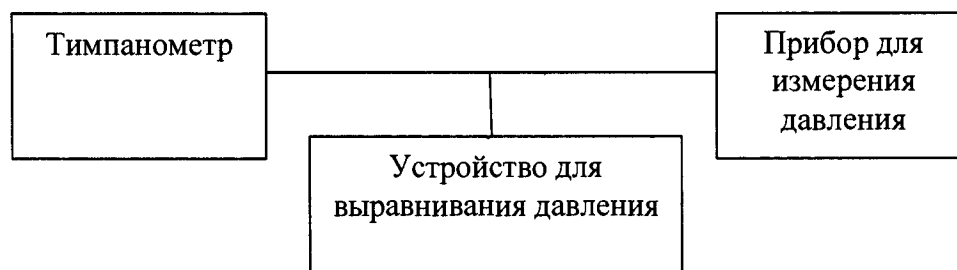 Тимпанометр
Прибор для
измерения
давления
Устройство для
выравнивания давления